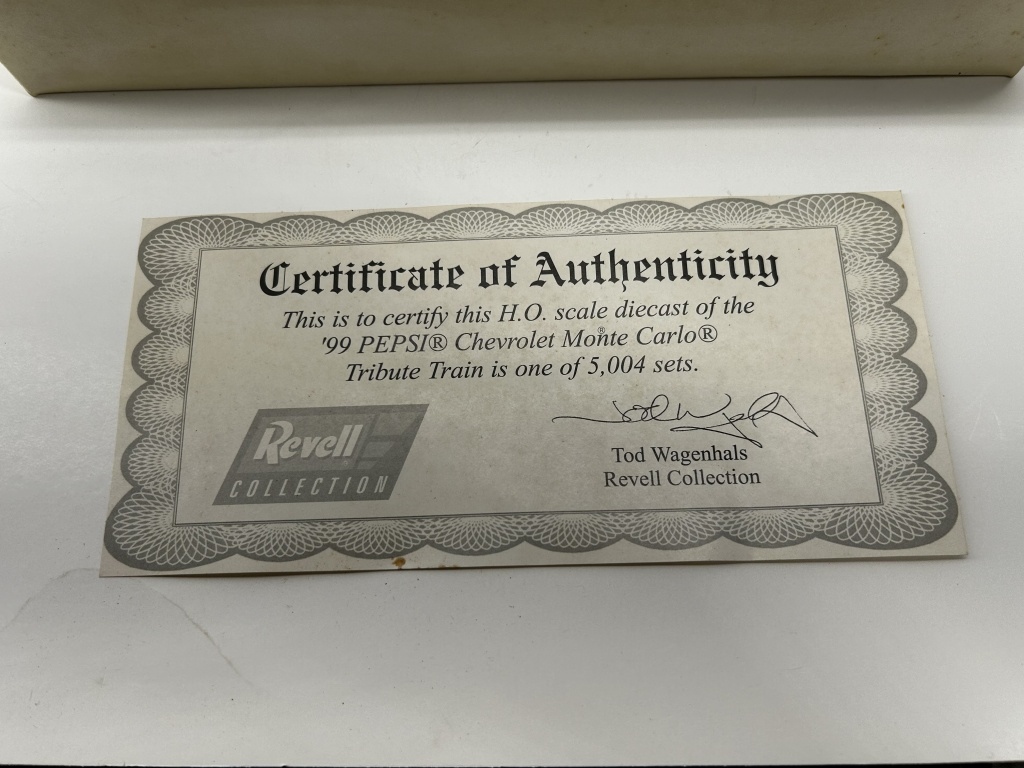 Certificate of Authenticity
This is to certify this H.O. scale diecast of the
'99 PEPSI® Chevrolet Monte Carlo®
Tribute Train is one of 5,004 sets.
Revell
COLLECTION
Tod Wagenhals
Revell Collection